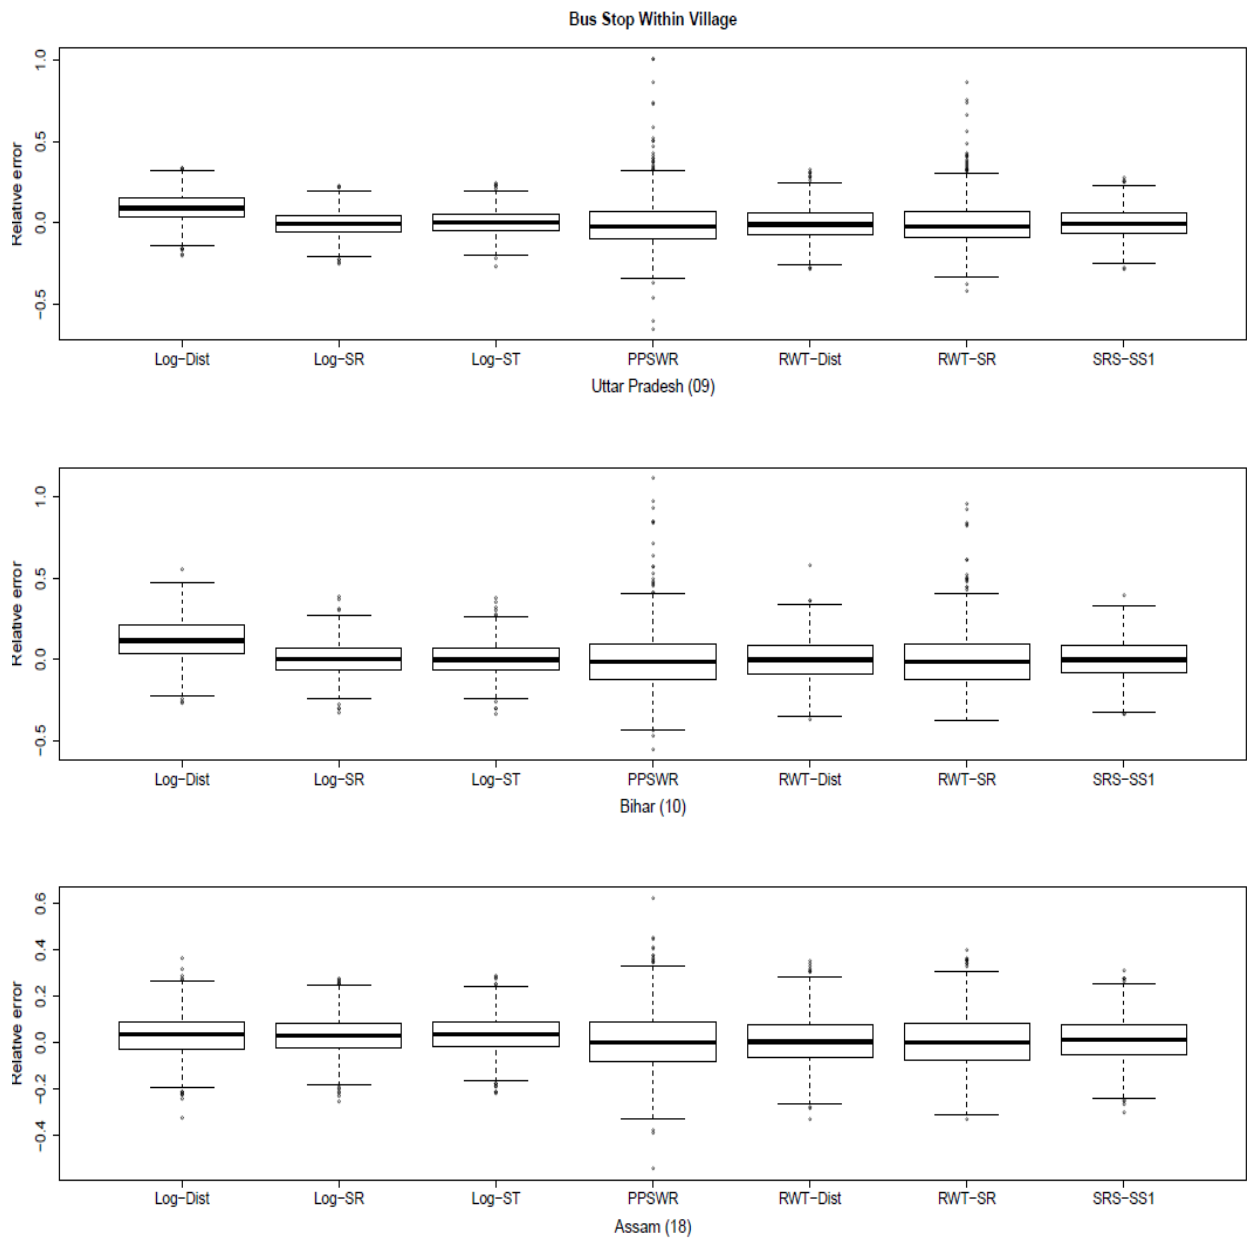 Bus Stop Within Village
Relative error
1.0
0.5
0.0
−0.5
Log−Dist Log−SR Log−ST PPSWR RWT−Dist RWT−SR SRS−SS1
Uttar Pradesh (09)
Relative error
1.0
0.5
0.0
−0.5
Log−Dist Log−SR Log−ST PPSWR RWT−Dist RWT−SR SRS−SS1
Bihar (10)
Relative error
0.6
0.4
0.2
0.0
−0.2
−0.4
Log−Dist Log−SR Log−ST PPSWR RWT−Dist RWT−SR SRS−SS1
Assam (18)